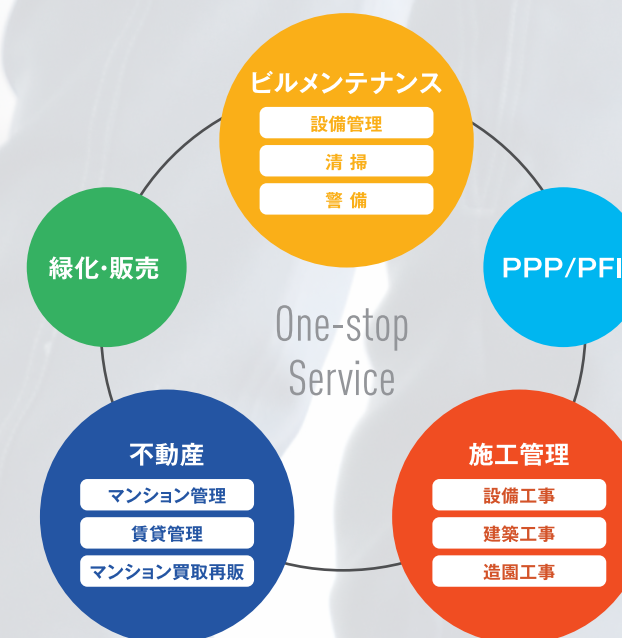 ビルメンテナンス
設備管理
清 掃
警 備
緑化・販売
PPP/PFI
One-stop
Service
不動産
マンション管理
賃貸管理
マンション買取再販
施工管理
設備工事
建築工事
造園工事